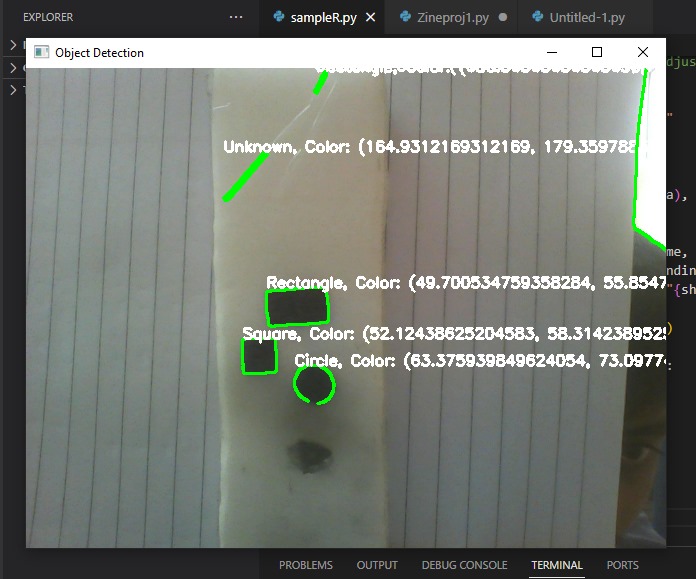 EXPLORER
sampleR.py
Zineproj1.py
Untitled-1.py
Object Detection
djus
Unknown, Color: (164.9312169312169, 179.359788
a),
me,
Rectangle, Color: (49.700534759358284, 55.8547
ndin
"{sh
Square, Color: (52.12438625204583, 58.3142389525
)
Circle, Color: (63.375939849624054, 73.0977
:
PROBLEMS
OUTPUT
DEBUG CONSOLE
TERMINAL
PORTS